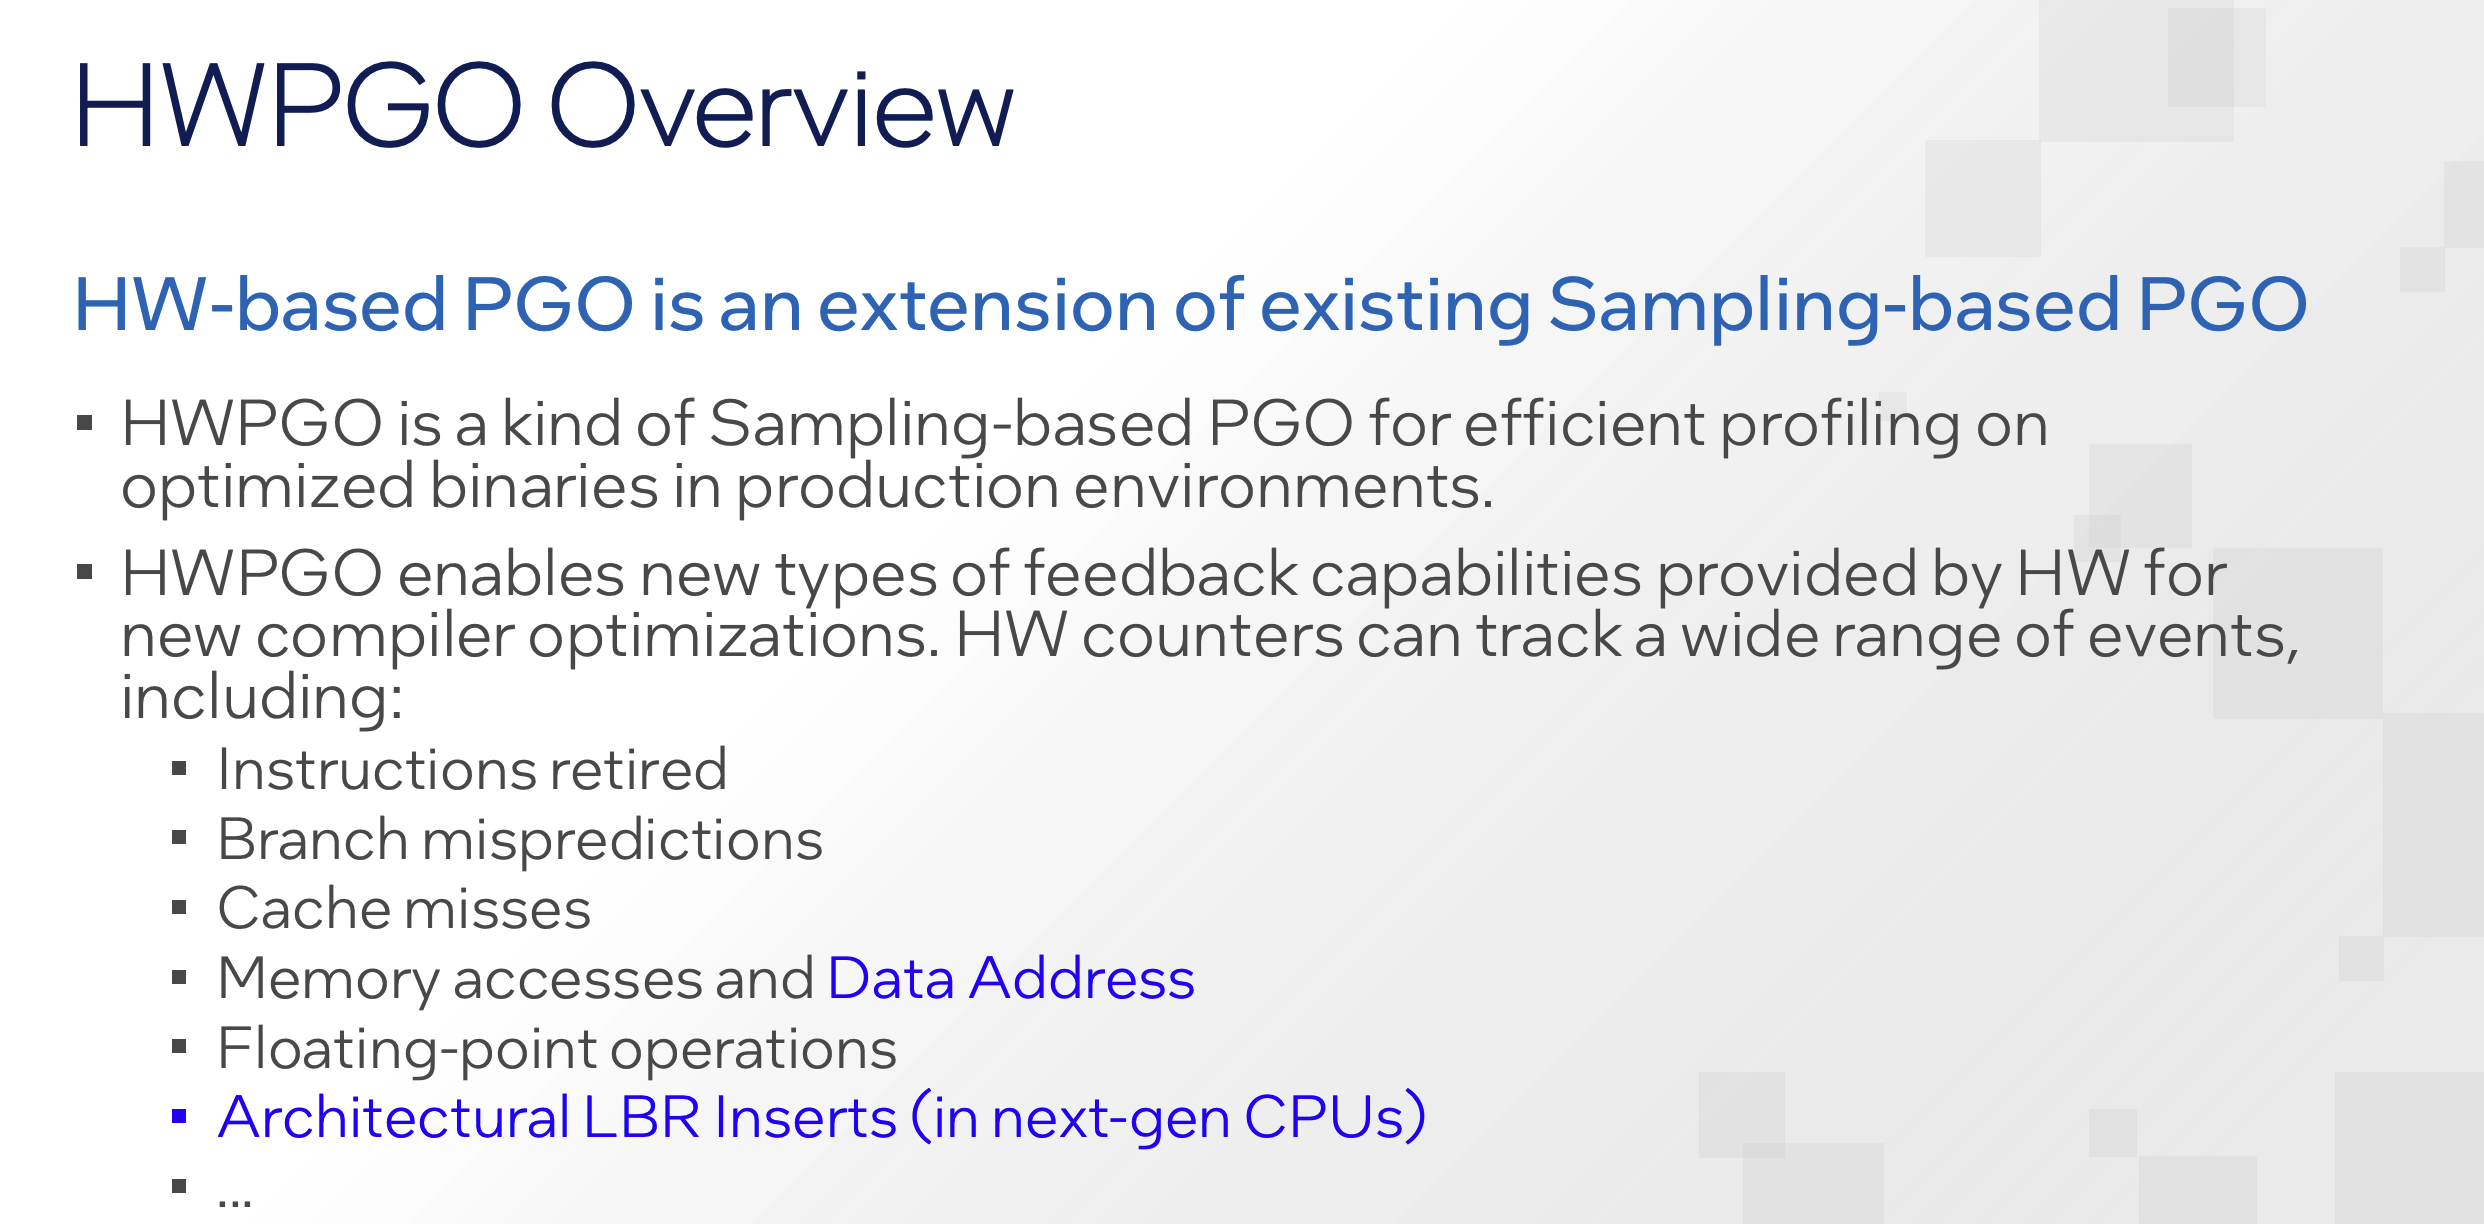 HWPGO Overview
HW-based PGO is an extension of existing Sampling-based PGO
▪ HWPGO is a kind of Sampling-based PGO for efficient profiling on
optimized binaries in production environments.
▪ HWPGO enables new types of feedback capabilities provided by HW for
new compiler optimizations. HW counters can track a wide range of events,
including:
▪ Instructions retired
▪ Branch mispredictions
▪ Cache misses
▪ Memory accesses and Data Address
▪ Floating-point operations
▪ Architectural LBR Inserts (in next-gen CPUs)
▪ ...